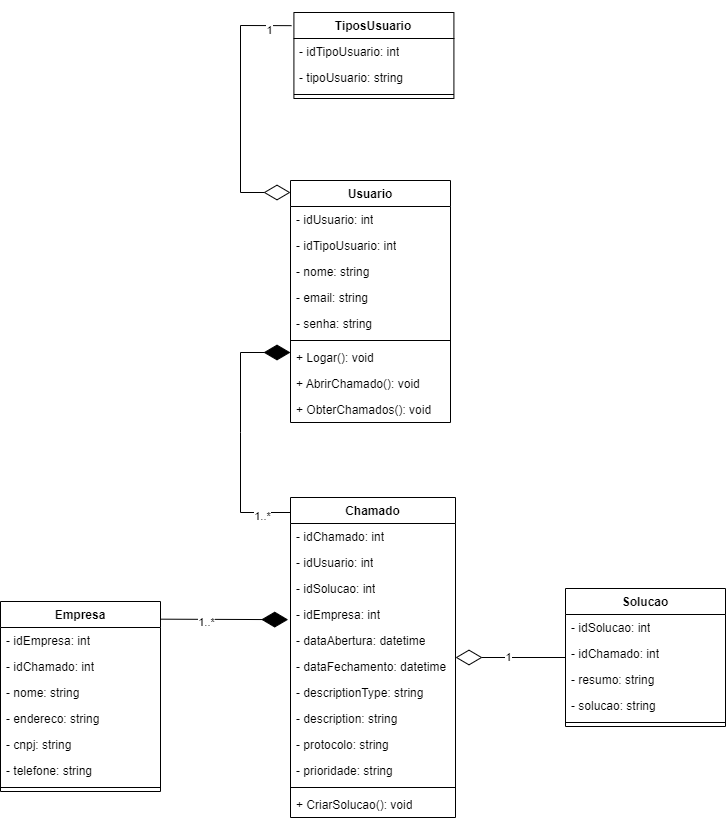 TiposUsuario
- idTipoUsuario: int
- tipoUsuario: string
1
Usuario
- idUsuario: int
- idTipoUsuario: int
- nome: string
- email: string
- senha: string
+ Logar(): void
+ AbrirChamado(): void
+ ObterChamados(): void
1..*
Chamado
- idChamado: int
- idUsuario: int
- idSolucao: int
- idEmpresa: int
- dataAbertura: datetime
- dataFechamento: datetime
- descriptionType: string
- description: string
- protocolo: string
- prioridade: string
+ CriarSolucao(): void
Empresa
- idEmpresa: int
- idChamado: int
- nome: string
- endereco: string
- cnpj: string
- telefone: string
1..*
Solucao
- idSolucao: int
- idChamado: int
- resumo: string
- solucao: string
1